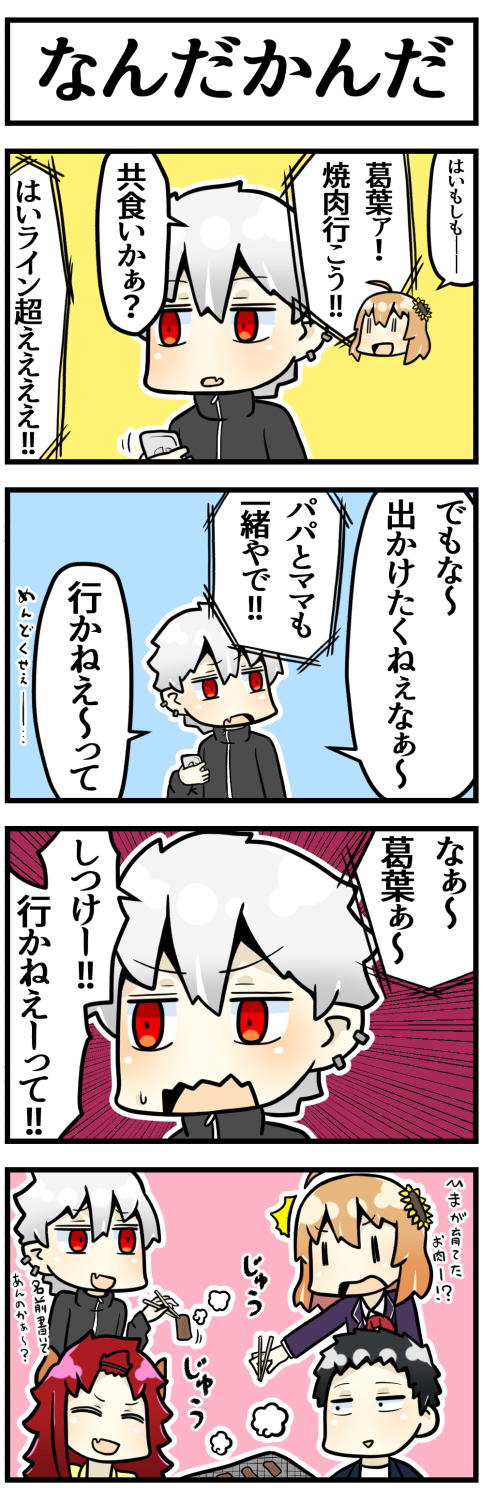 なんだかんだ
はいもしも――
葛葉ァ！
焼肉行こう!!
共食いかぁ？
はいライン超えええええ!!
でもな～
出かけたくねぇなぁ～
パパとママも
一緒やで!!
行かねえ～って
めんどくせぇ――…
なぁ～
葛葉ぁ～
しつけー!!
行かねえーって!!
ひまが育てた
お肉ー!?
じゅう
じゅう
名前書いて
あんのかぁ～？